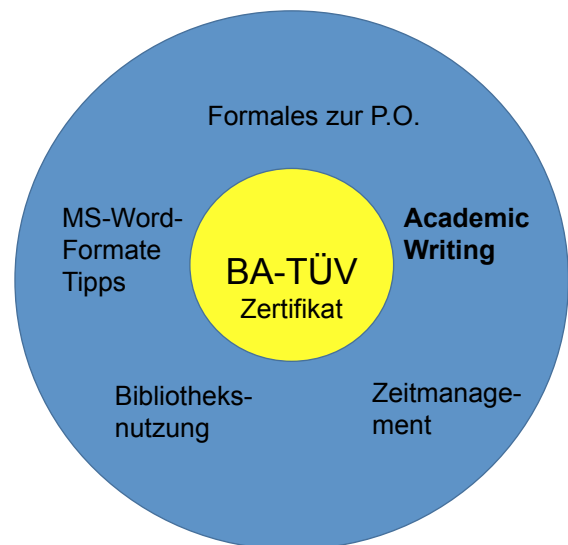 Formales zur P.O.
MS-Word-
Formate
Tipps
Academic
Writing
BA-TÜV
Zertifikat
Bibliotheks-
nutzung
Zeitmanage-
ment